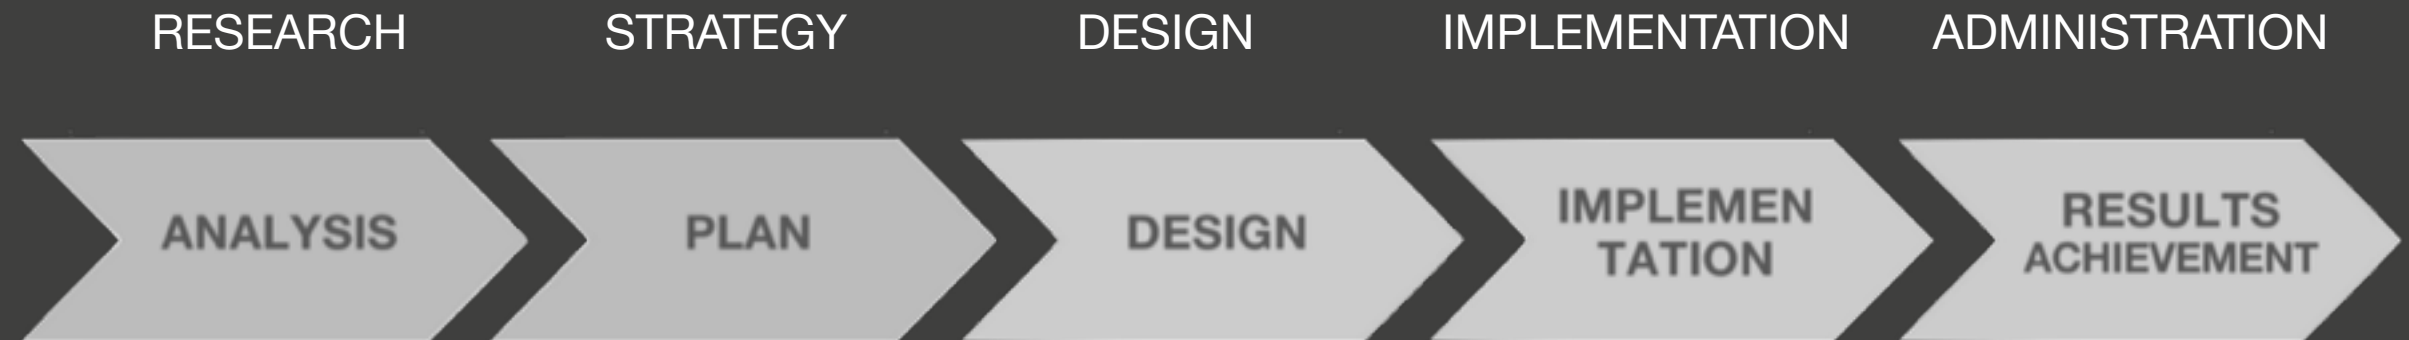 RESEARCH STRATEGY DESIGN IMPLEMENTATION ADMINISTRATION
ANALYSIS
PLAN
DESIGN
IMPLEMEN
TATION
RESULTS
ACHIEVEMENT